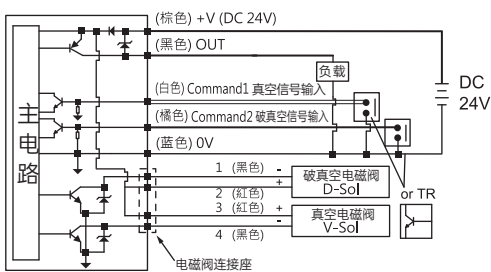 (棕色) +V (DC 24V)
(黑色) OUT
负载
(白色) Command1 真空信号输入
(橘色) Command2 破真空信号输入
(蓝色) 0V
DC
24V
主电路
1 (黑色) -
破真空电磁阀
D-Sol
+
2 (紅色)
3 (紅色) +
真空电磁阀
V-Sol
-
4 (黑色)
or TR
电磁阀连接座